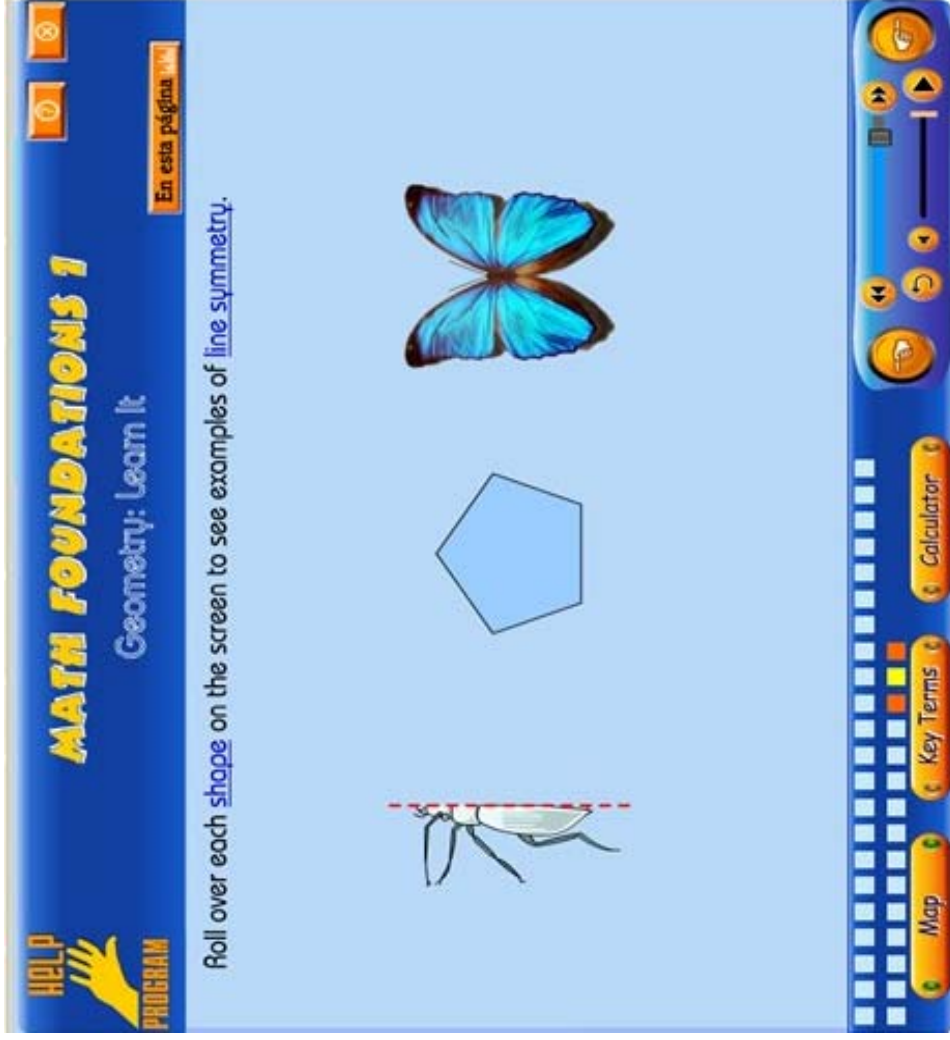 HELP
PROGRAM
MATH FOUNDATIONS 1
Geometry: Learn It
En esta página
Roll over each shape on the screen to see examples of line symmetry.
Map
Key Terms
Calculator